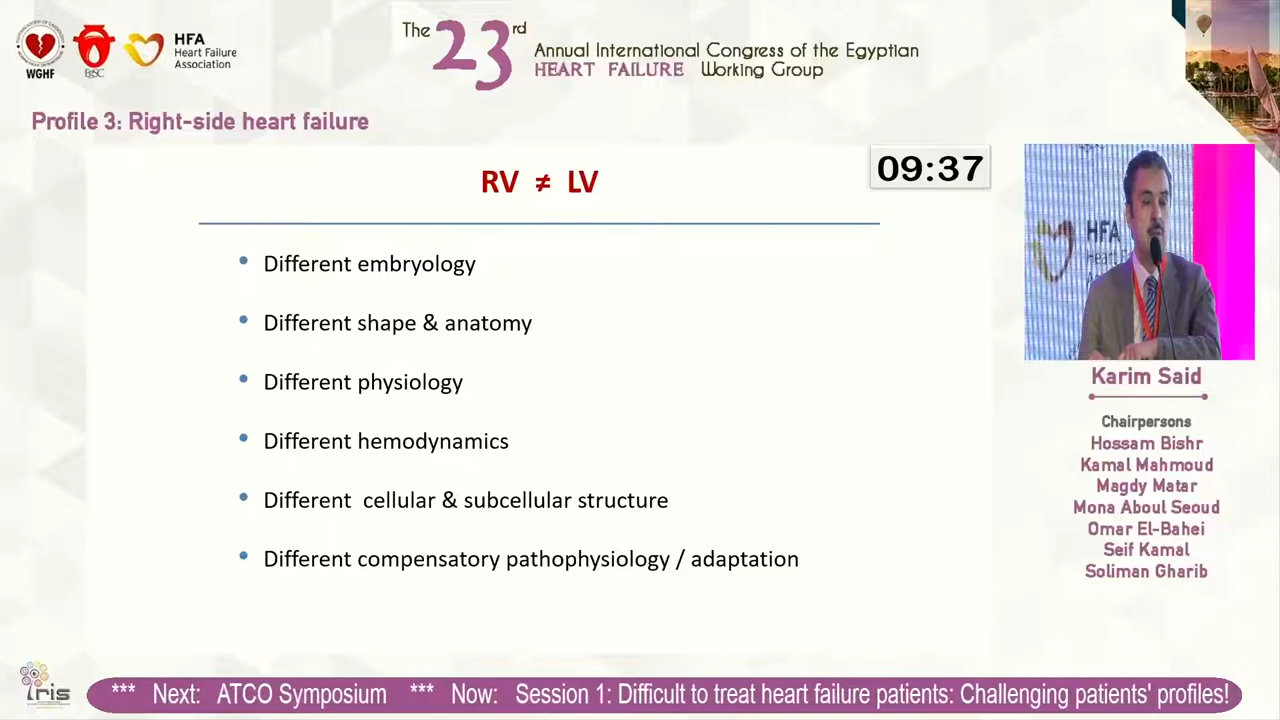 WGHF
EgSC
HFA
Heart Failure
Association
The 23rd
Annual International Congress of the Egyptian
HEART FAILURE Working Group
Profile 3: Right-side heart failure
RV ≠ LV
09:37
• Different embryology
• Different shape & anatomy
• Different physiology
• Different hemodynamics
• Different  cellular & subcellular structure
• Different compensatory pathophysiology / adaptation
HFA
Karim Said
Chairpersons
Hossam Bishr
Kamal Mahmoud
Magdy Matar
Mona Aboul Seoud
Omar El-Bahei
Seif Kamal
Soliman Gharib
iris
*** Next: ATCO Symposium *** Now: Session 1: Difficult to treat heart failure patients: Challenging patients' profiles!